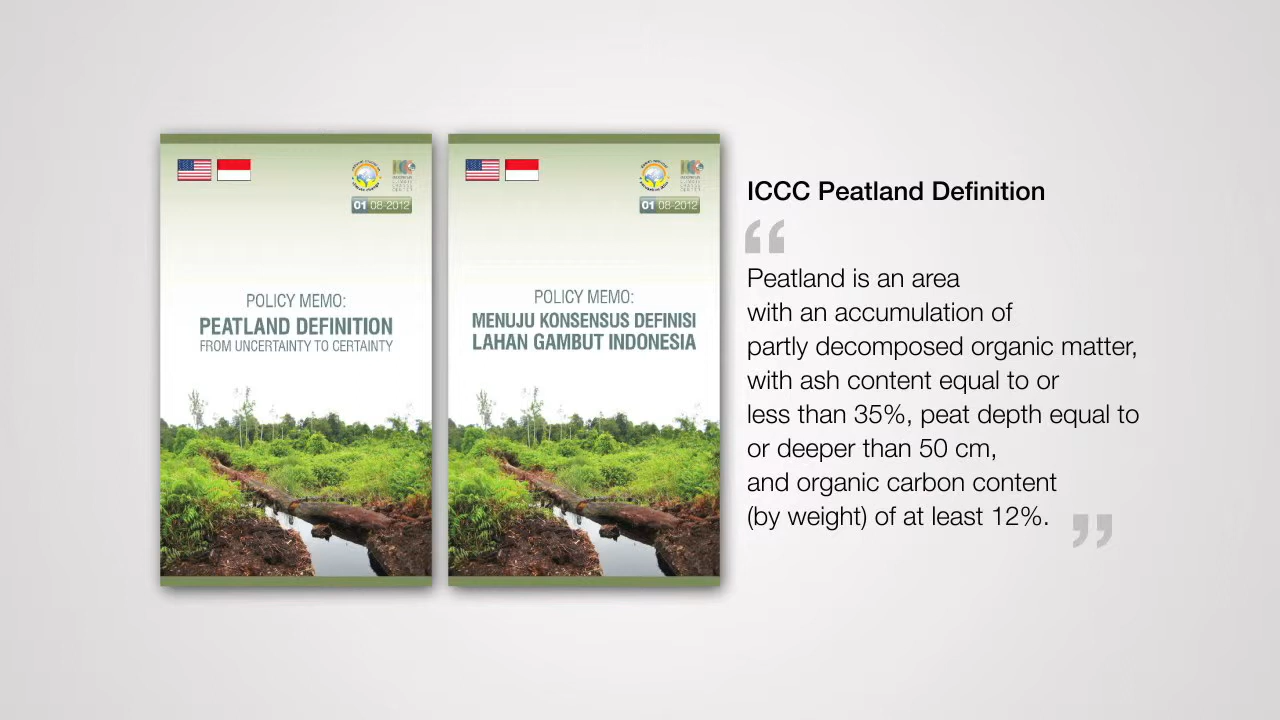 01 08-2012
POLICY MEMO:
PEATLAND DEFINITION
FROM UNCERTAINTY TO CERTAINTY
01 08-2012
POLICY MEMO:
MENUJU KONSENSUS DEFINISI
LAHAN GAMBUT INDONESIA
ICCC Peatland Definition
“
Peatland is an area
with an accumulation of
partly decomposed organic matter,
with ash content equal to or
less than 35%, peat depth equal to
or deeper than 50 cm,
and organic carbon content
(by weight) of at least 12%. ”